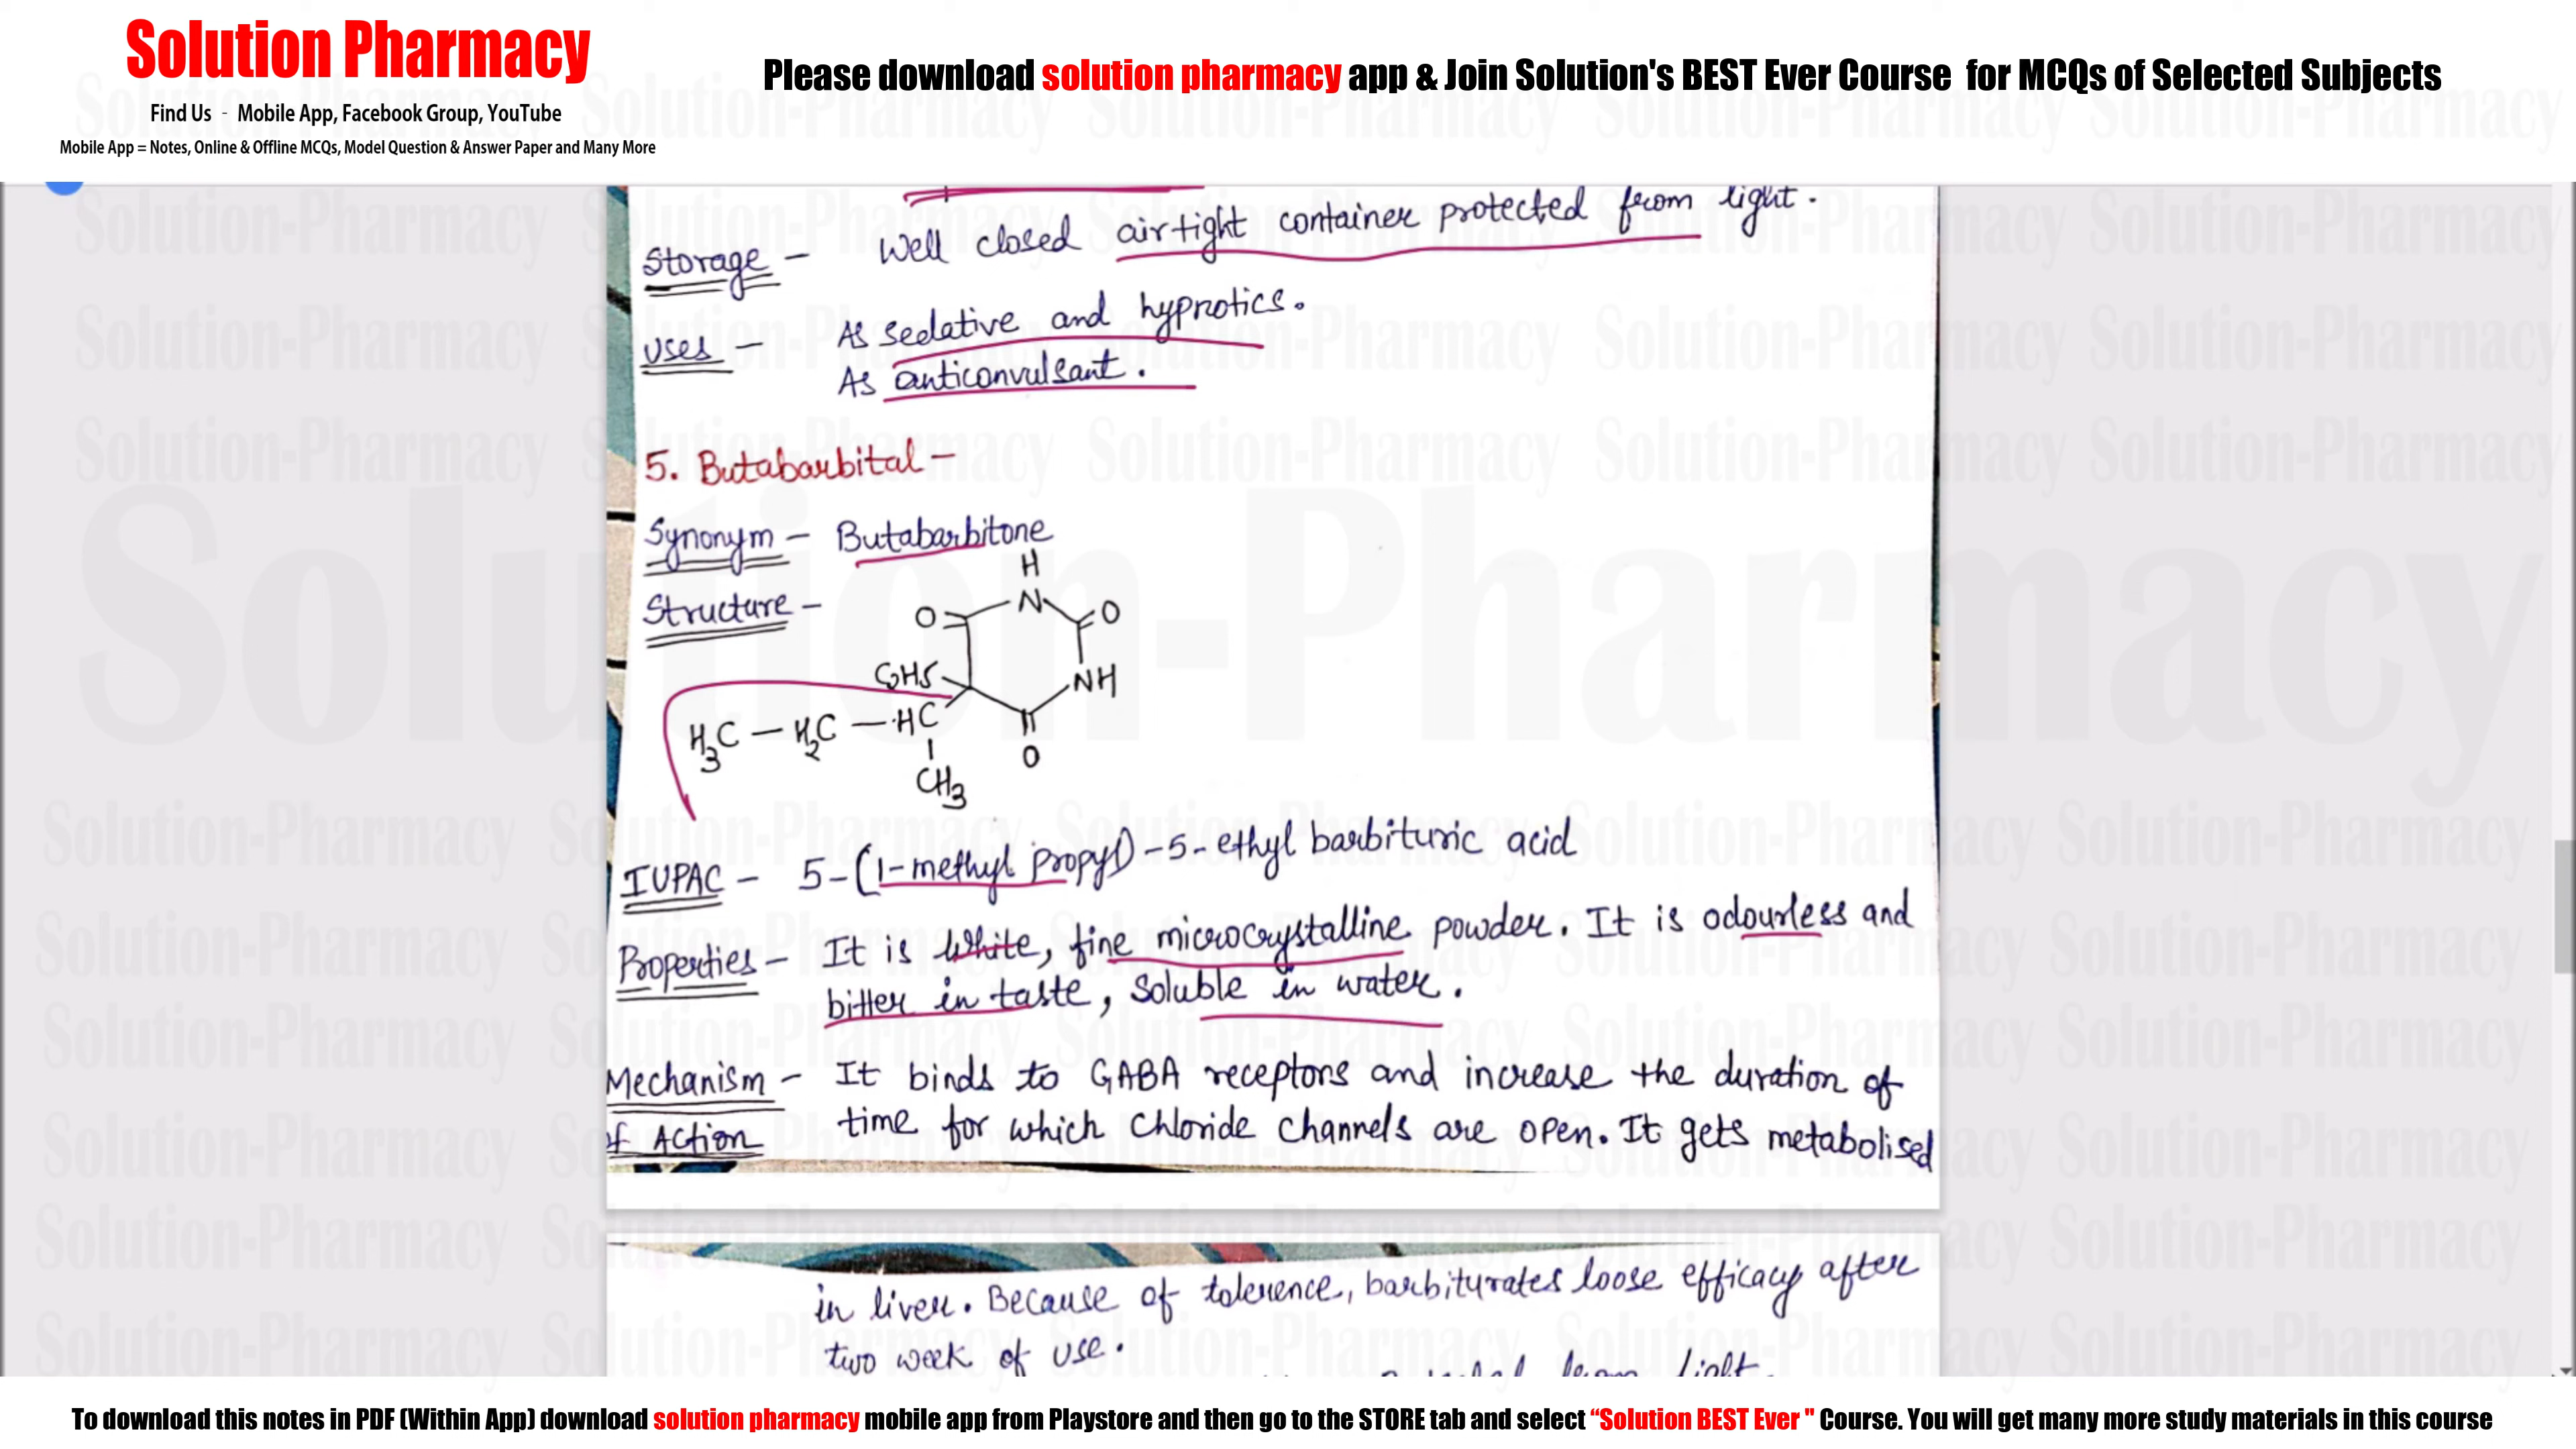 Solution Pharmacy
Find Us - Mobile App, Facebook Group, YouTube
Mobile App = Notes, Online & Offline MCQs, Model Question & Answer Paper and Many More
Please download solution pharmacy app & Join Solution's BEST Ever Course for MCQs of Selected Subjects
Storage - Well closed airtight container protected from light.
Uses - As sedative and hypnotics.
As anticonvulsant.
5. Butabarbital -
Synonym - Butabarbitone
Structure -
H
O N O
C2H5 NH
H3C - H2C - HC
O
CH3
IUPAC - 5-(1-methyl propyl)-5-ethyl barbituric acid
Properties - It is white, fine microcrystalline powder. It is odourless and
bitter in taste, soluble in water.
Mechanism - It binds to GABA receptors and increase the duration of
of Action time for which chloride channels are open. It gets metabolised
in liver. Because of tolerence, barbiturates loose efficacy after
two week of use.
To download this notes in PDF (Within App) download solution pharmacy mobile app from Playstore and then go to the STORE tab and select “Solution BEST Ever " Course. You will get many more study materials in this course
Solution-Pharmacy